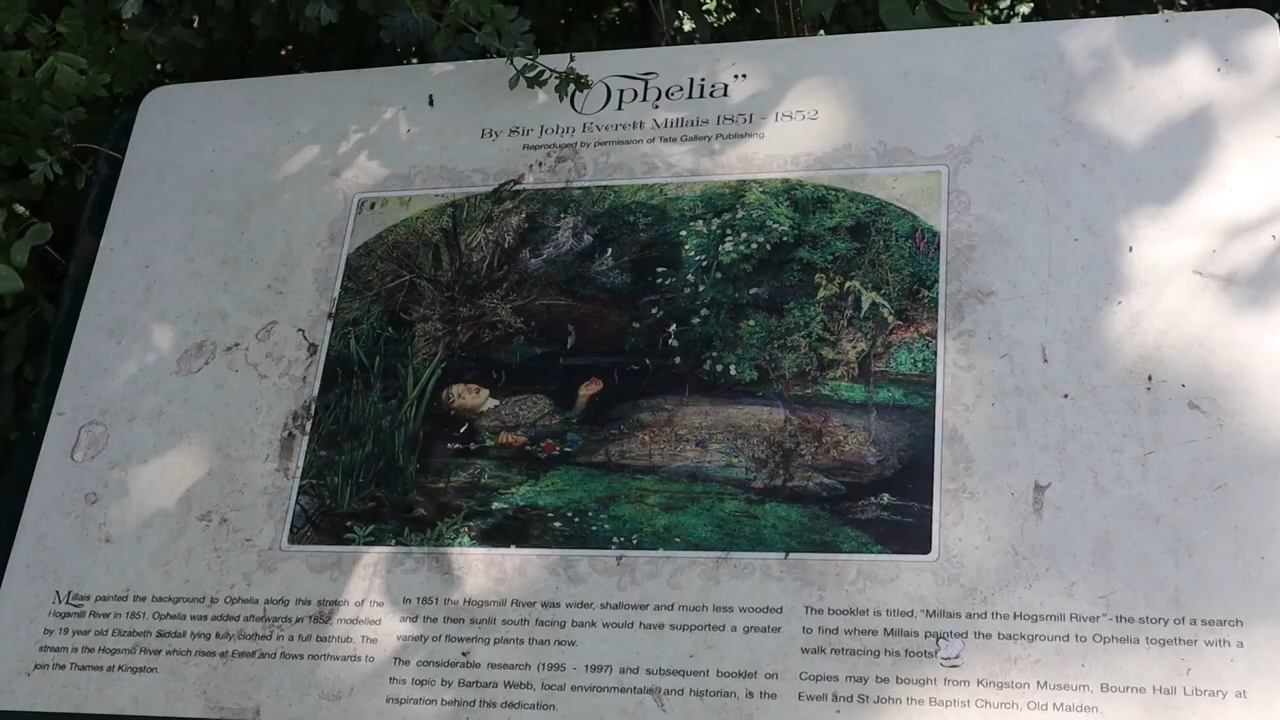 "Ophelia"
By Sir John Everett Millais 1851 - 1852
Reproduced by permission of Tate Gallery Publishing.
Millais painted the background to Ophelia along this stretch of the
Hogsmill River in 1851. Ophelia was added afterwards in 1852, modelled
by 19 year old Elizabeth Siddall lying fully clothed in a full bathtub. The
stream is the Hogsmill River which rises at Ewell and flows northwards to
join the Thames at Kingston.
In 1851 the Hogsmill River was wider, shallower and much less wooded
and the then sunlit south facing bank would have supported a greater
variety of flowering plants than now.
The considerable research (1995 - 1997) and subsequent booklet on
this topic by Barbara Webb, local environmentalist and historian, is the
inspiration behind this dedication.
The booklet is titled, "Millais and the Hogsmill River" - the story of a search
to find where Millais painted the background to Ophelia together with a
walk retracing his footst
Copies may be bought from Kingston Museum, Bourne Hall Library at
Ewell and St John the Baptist Church, Old Malden.